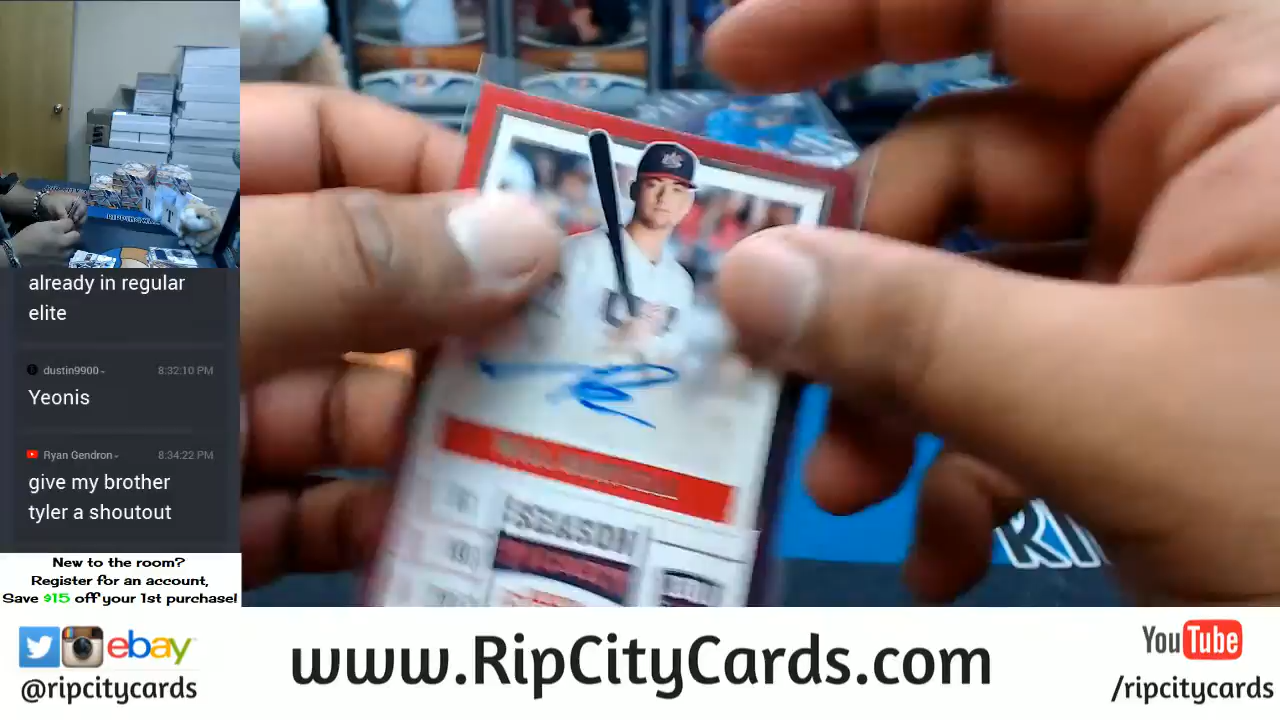 already in regular
elite
dustin9900
8:32:10 PM
Yeonis
Ryan Gendron
8:34:22 PM
give my brother
tyler a shoutout
New to the room?
Register for an account,
Save $15 off your 1st purchase!
SEASON
RI
ebay
@ripcitycards
www.RipCityCards.com
YouTube
/ripcitycards